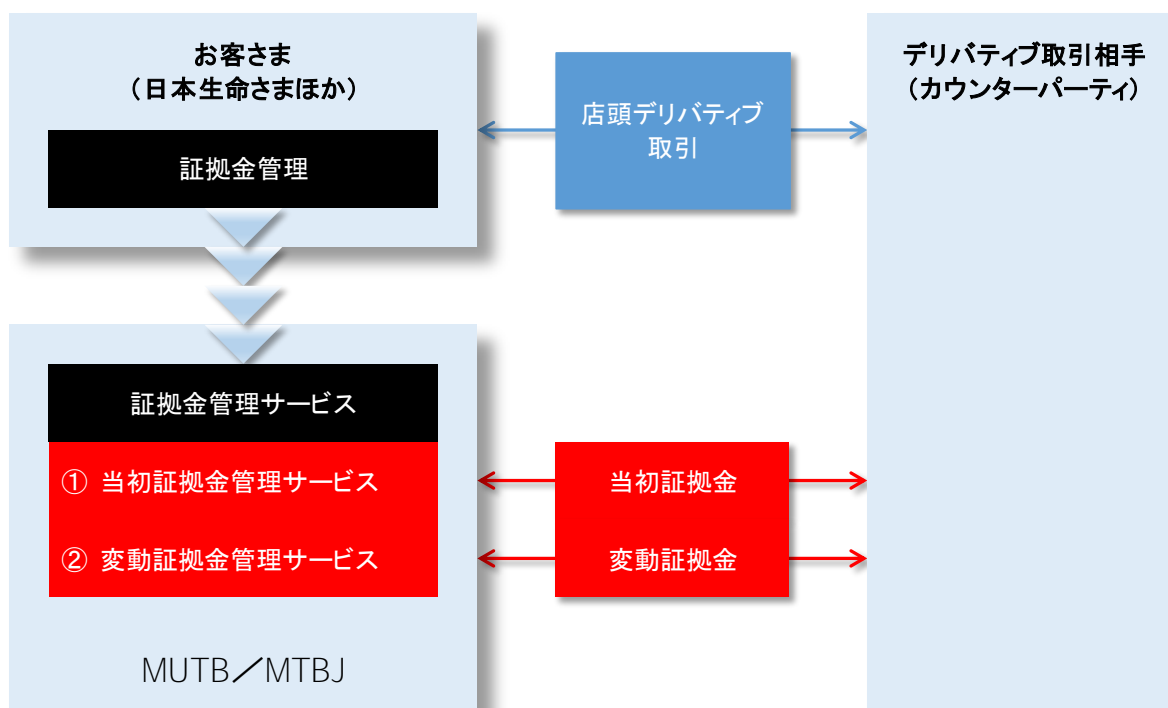 お客さま
（日本生命さまほか）
証拠金管理
店頭デリバティブ
取引
デリバティブ取引相手
（カウンターパーティ）
証拠金管理サービス
① 当初証拠金管理サービス
② 変動証拠金管理サービス
当初証拠金
変動証拠金
MUTB／MTBJ